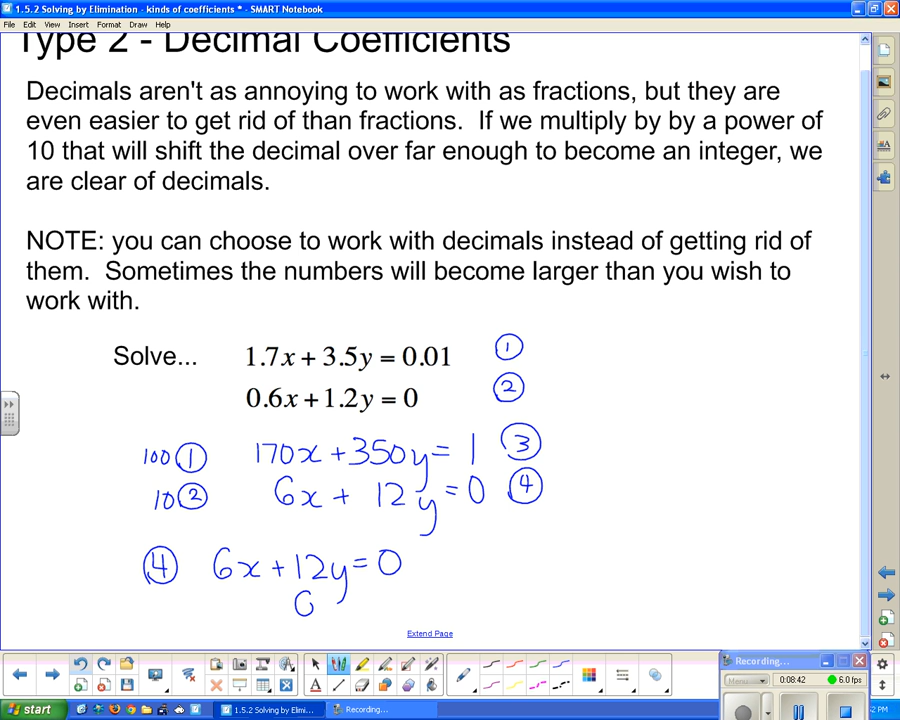 1.5.2 Solving by Elimination - kinds of coefficients * - SMART Notebook
File Edit View Insert Format Draw Help
Type 2 - Decimal Coefficients
Decimals aren't as annoying to work with as fractions, but they are
even easier to get rid of than fractions. If we multiply by by a power of
10 that will shift the decimal over far enough to become an integer, we
are clear of decimals.
NOTE: you can choose to work with decimals instead of getting rid of
them. Sometimes the numbers will become larger than you wish to
work with.
Solve... 1.7x + 3.5y = 0.01 ①
0.6x + 1.2y = 0 ②
100 ① 170x + 350y = 1 ③
10 ② 6x + 12y = 0 ④
④ 6x + 12y = 0
Extend Page
Recording...
Menu 0:08:42 6.0 fps
start 1.5.2 Solving by Elimi... Recording... :52 PM